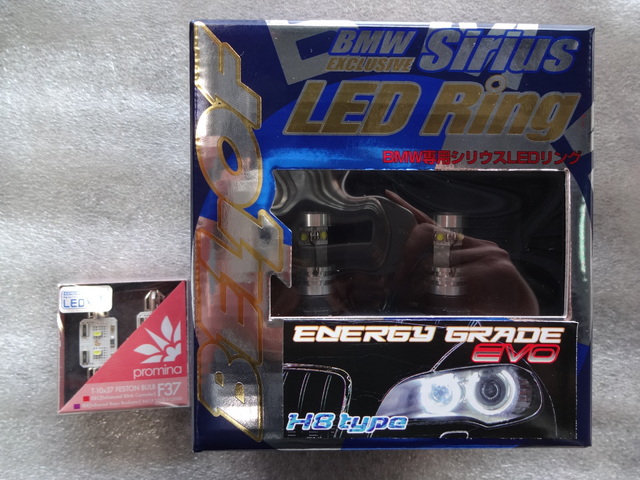 BMW
EXCLUSIVE
Sirius
LED Ring
BMW専用シリウスLEDリング
BELLOF
ENERGY GRADE
EVO
H8 type
LED
promina
T-10x37 FESTON BULB
F37